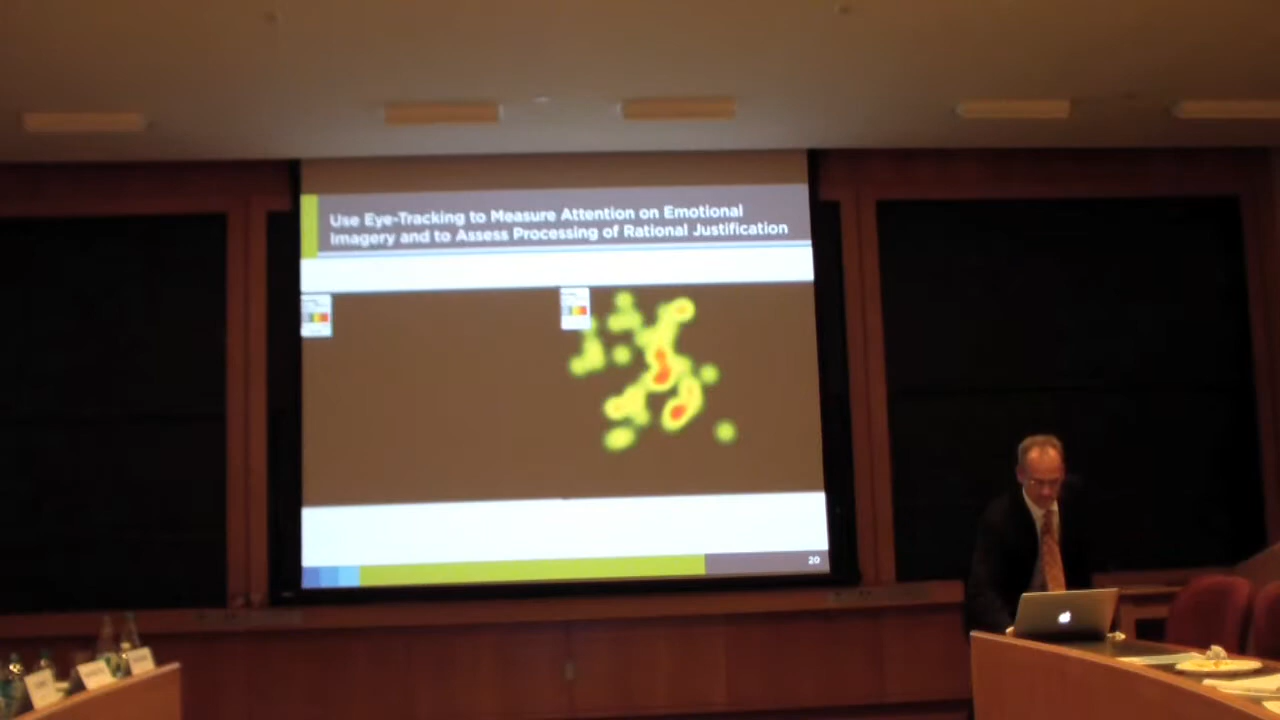 Use Eye-Tracking to Measure Attention on Emotional
Imagery and to Assess Processing of Rational Justification
20